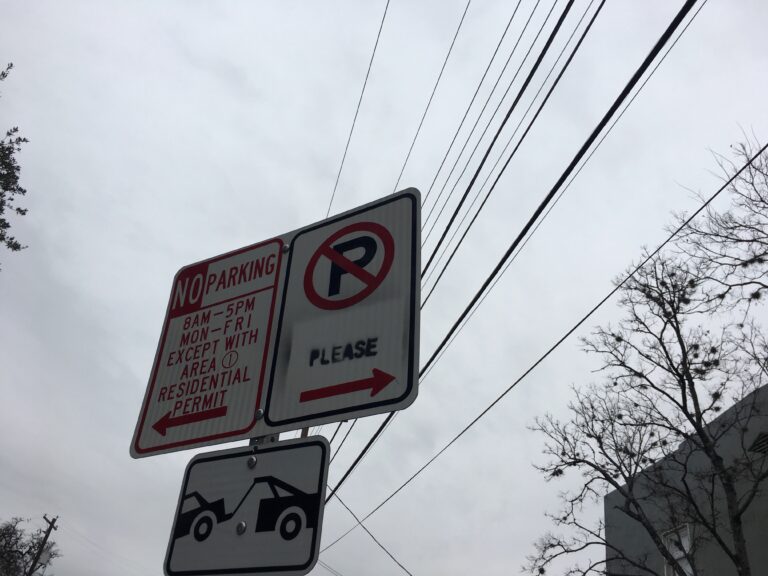 NO PARKING
8AM-5PM
MON-FRI
EXCEPT WITH
AREA 1
RESIDENTIAL
PERMIT
P
PLEASE